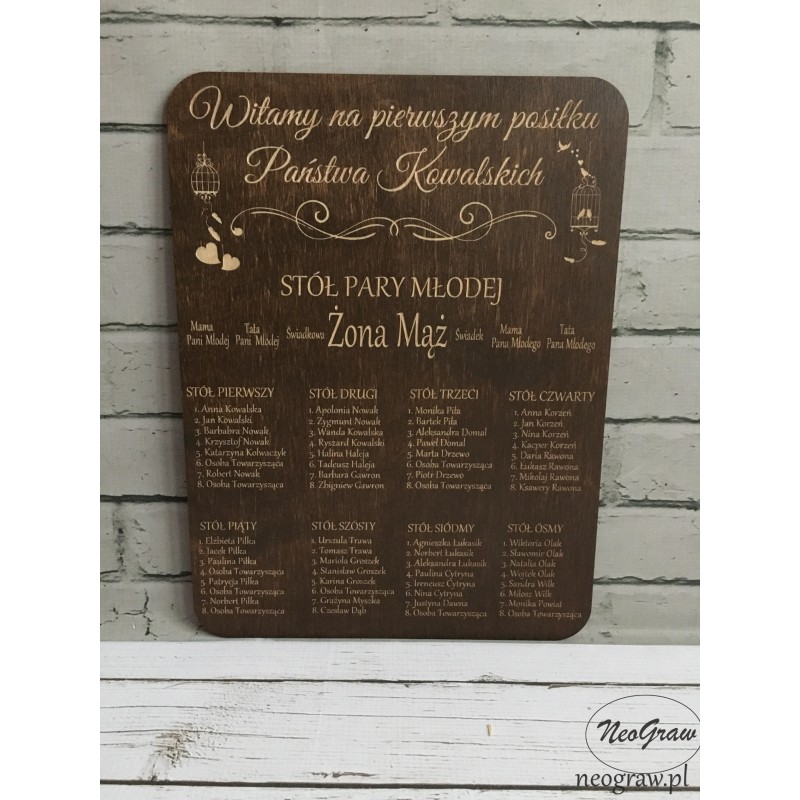 Witamy na pierwszym posiłku
Państwa Kowalskich
STÓŁ PARY MŁODEJ
Mama Pani Młodej
Tata Pani Młodej
Świadkowa
Żona Mąż
Świadek
Mama Pana Młodego
Tata Pana Młodego
STÓŁ PIERWSZY
1. Anna Kowalska
2. Jan Kowalski
3. Barbabra Nowak
4. Krzysztof Nowak
5. Katarzyna Kolwaczyk
6. Osoba Towarzysząca
7. Robert Nowak
8. Osoba Towarzysząca
STÓŁ DRUGI
1. Apolonia Nowak
2. Zygmunt Nowak
3. Wanda Kowalska
4. Ryszard Kowalski
5. Halina Haleja
6. Tadeusz Haleja
7. Barbara Gawron
8. Zbigniew Gawron
STÓŁ TRZECI
1. Monika Piła
2. Bartek Piła
3. Aleksandra Domal
4. Paweł Domal
5. Marta Drzewo
6. Osoba Towarzysząca
7. Piotr Drzewo
8. Osoba Towarzysząca
STÓŁ CZWARTY
1. Anna Korzeń
2. Jan Korzeń
3. Nina Korzeń
4. Kacper Korzeń
5. Daria Rawona
6. Łukasz Rawona
7. Mikołaj Rawona
8. Ksawery Rawona
STÓŁ PIĄTY
1. Elżbieta Piłka
2. Jacek Piłka
3. Paulina Piłka
4. Osoba Towarzysząca
5. Patrycja Piłka
6. Osoba Towarzysząca
7. Norbert Piłka
8. Osoba Towarzysząca
STÓŁ SZÓSTY
1. Urszula Trawa
2. Tomasz Trawa
3. Mariola Groszek
4. Stanisław Groszek
5. Karina Groszek
6. Osoba Towarzysząca
7. Grażyna Myszka
8. Czesław Dąb
STÓŁ SIÓDMY
1. Agnieszka Łukasik
2. Norbert Łukasik
3. Aleksandra Łukasik
4. Paulina Cytryna
5. Ireneusz Cytryna
6. Nina Cytryna
7. Justyna Dawna
8. Osoba Towarzysząca
STÓŁ ÓSMY
1. Wiktoria Olak
2. Sławomir Olak
3. Natalia Olak
4. Wojtek Olak
5. Sandra Wilk
6. Miłosz Wilk
7. Monika Powiał
8. Osoba Towarzysząca
NeoGraw
neograw.pl